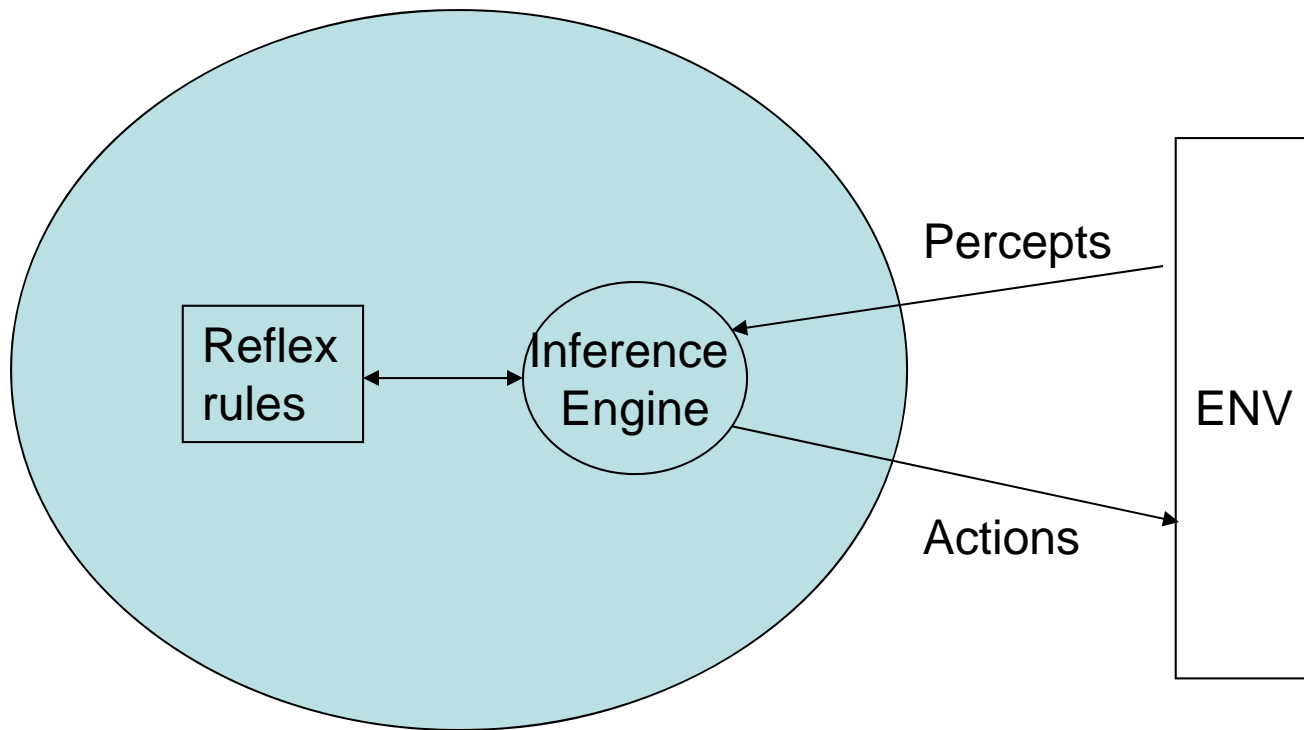 Percepts
Reflex
rules
Inference
Engine
ENV
Actions